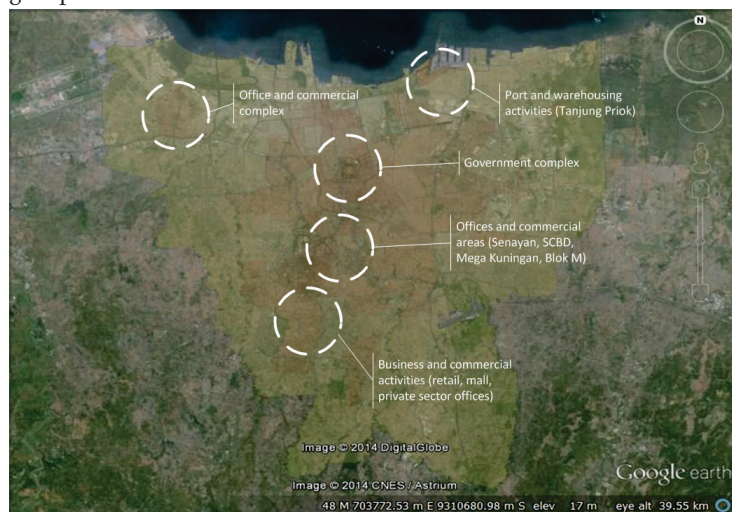 N
Office and commercial
complex
Port and warehousing
activities (Tanjung Priok)
Government complex
Offices and commercial
areas (Senayan, SCBD,
Mega Kuningan, Blok M)
Business and commercial
activities (retail, mall,
private sector offices)
Image © 2014 DigitalGlobe
Image © 2014 CNES / Astrium
Google earth
48 M 703772.53 m E 9310680.98 m S elev 17 m eye alt 39.55 km